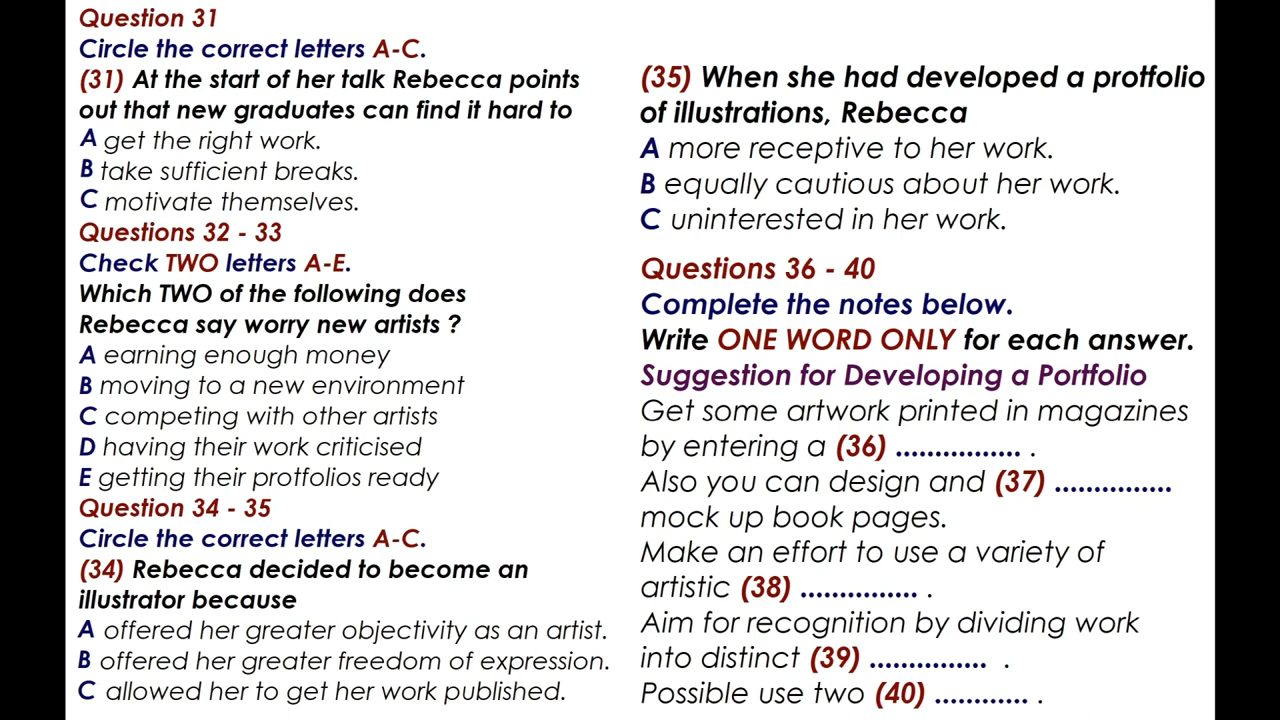 Question 31
Circle the correct letters A-C.
(31) At the start of her talk Rebecca points
out that new graduates can find it hard to
A get the right work.
B take sufficient breaks.
C motivate themselves.
Questions 32 - 33
Check TWO letters A-E.
Which TWO of the following does
Rebecca say worry new artists ?
A earning enough money
B moving to a new environment
C competing with other artists
D having their work criticised
E getting their protfolios ready
Question 34 - 35
Circle the correct letters A-C.
(34) Rebecca decided to become an
illustrator because
A offered her greater objectivity as an artist.
B offered her greater freedom of expression.
C allowed her to get her work published.
(35) When she had developed a protfolio
of illustrations, Rebecca
A more receptive to her work.
B equally cautious about her work.
C uninterested in her work.
Questions 36 - 40
Complete the notes below.
Write ONE WORD ONLY for each answer.
Suggestion for Developing a Portfolio
Get some artwork printed in magazines
by entering a (36) ................ .
Also you can design and (37) ...............
mock up book pages.
Make an effort to use a variety of
artistic (38) ............... .
Aim for recognition by dividing work
into distinct (39) ............... .
Possible use two (40) ............ .